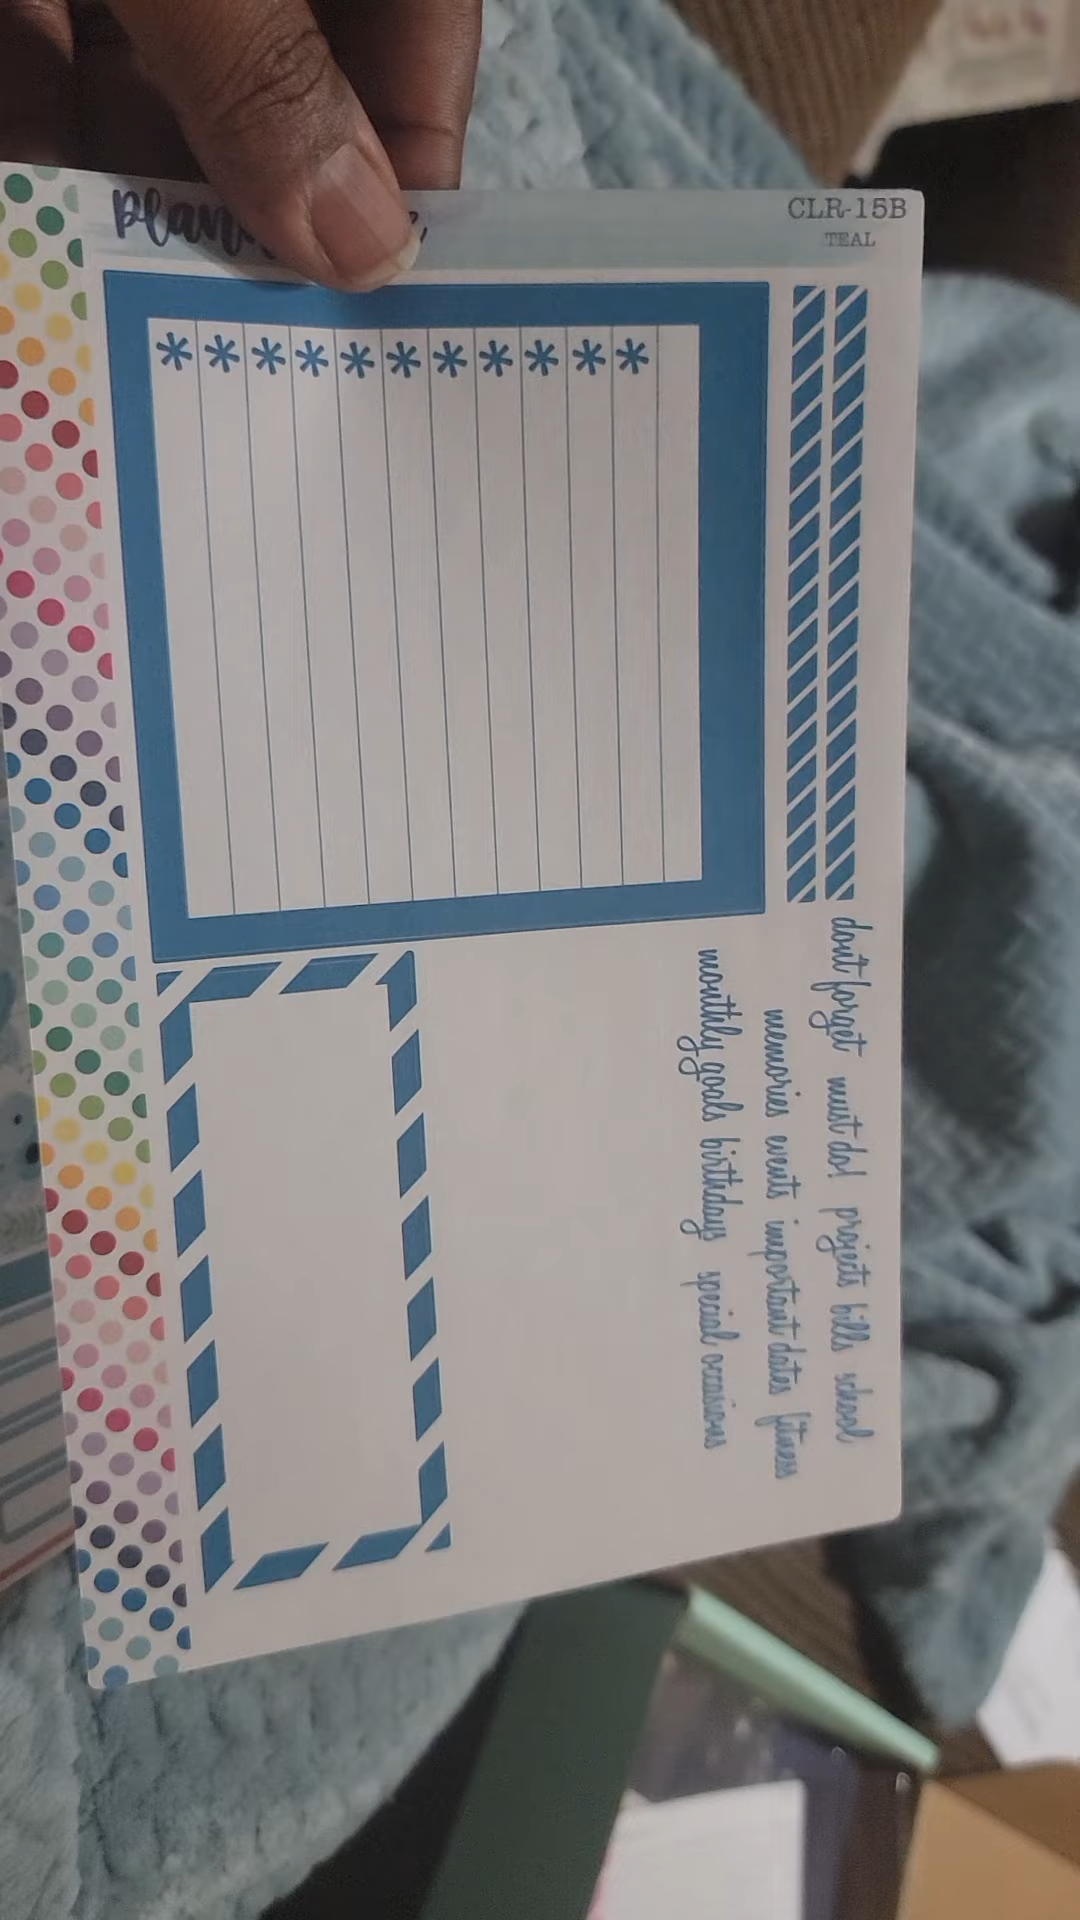 CLR-15B
TEAL
* * * * * * * * * * *
dont forget must do! projects bills school
memories events important dates fitness
monthly goals birthdays special occasions